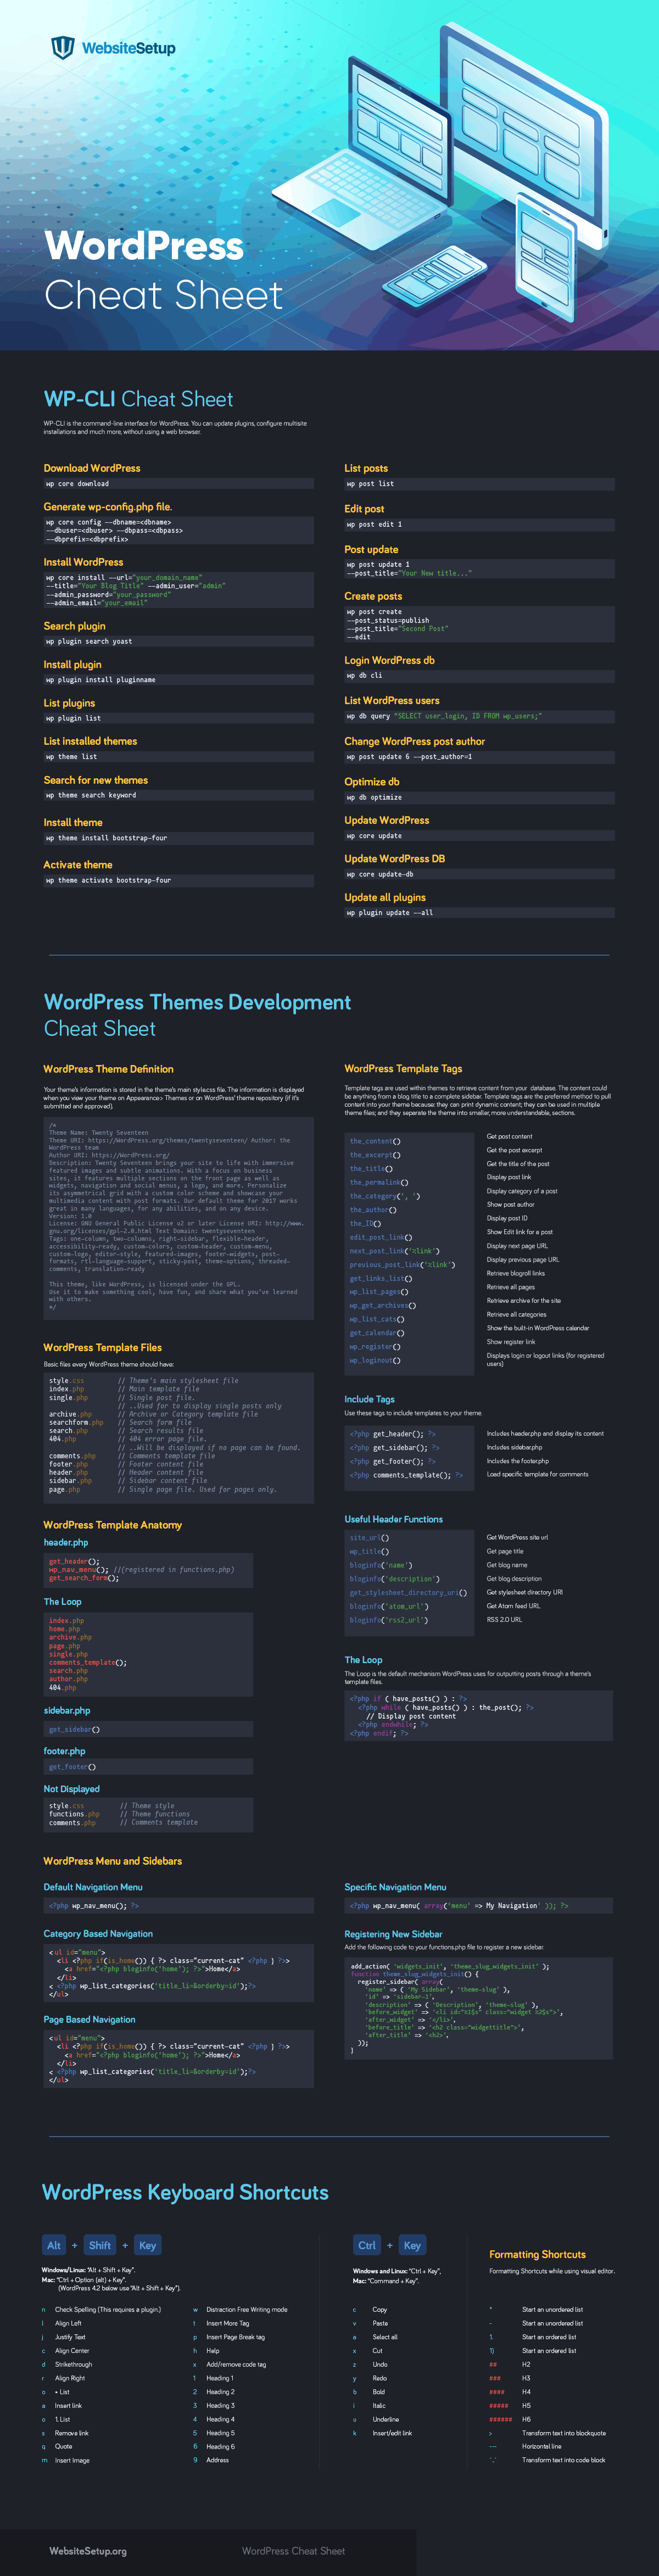 WebsiteSetup
WordPress
Cheat Sheet
WP-CLI Cheat Sheet
WP-CLI is the command-line interface for WordPress. You can update plugins, configure multisite
installations and much more, without using a web browser.
Download WordPress
wp core download
Generate wp-config.php file.
wp core config --dbname=<dbname>
--dbuser=<dbuser> --dbpass=<dbpass>
--dbprefix=<dbprefix>
Install WordPress
wp core install --url="your_domain_name"
--title="Your Blog Title" --admin_user="admin"
--admin_password="your_password"
--admin_email="your_email"
Search plugin
wp plugin search yoast
Install plugin
wp plugin install pluginname
List plugins
wp plugin list
List installed themes
wp theme list
Search for new themes
wp theme search keyword
Install theme
wp theme install bootstrap-four
Activate theme
wp theme activate bootstrap-four
List posts
wp post list
Edit post
wp post edit 1
Post update
wp post update 1
--post_title="Your New title..."
Create posts
wp post create
--post_status=publish
--post_title="Second Post"
--edit
Login WordPress db
wp db cli
List WordPress users
wp db query "SELECT user_login, ID FROM wp_users;"
Change WordPress post author
wp post update 6 --post_author=1
Optimize db
wp db optimize
Update WordPress
wp core update
Update WordPress DB
wp core update-db
Update all plugins
wp plugin update --all
WordPress Themes Development
Cheat Sheet
WordPress Theme Definition
Your theme's information is stored in the theme's main style.css file. The information is displayed
when you view your theme on Appearance> Themes or on WordPress' theme repository (if it's
submitted and approved).
/*
Theme Name: Twenty Seventeen
Theme URI: https://WordPress.org/themes/twentyseventeen/ Author: the
WordPress team
Author URI: https://WordPress.org/
Description: Twenty Seventeen brings your site to life with immersive
featured images and subtle animations. With a focus on business
sites, it features multiple sections on the front page as well as
widgets, navigation and social menus, a logo, and more. Personalize
its asymmetrical grid with a custom color scheme and showcase your
multimedia content with post formats. Our default theme for 2017 works
great in many languages, for any abilities, and on any device.
Version: 1.0
License: GNU General Public License v2 or later License URI: http://www.
gnu.org/licenses/gpl-2.0.html Text Domain: twentyseventeen
Tags: one-column, two-columns, right-sidebar, flexible-header,
accessibility-ready, custom-colors, custom-header, custom-menu,
custom-logo, editor-style, featured-images, footer-widgets, post-
formats, rtl-language-support, sticky-post, theme-options, threaded-
comments, translation-ready
This theme, like WordPress, is licensed under the GPL.
Use it to make something cool, have fun, and share what you've learned
with others.
*/
WordPress Template Files
Basic files every WordPress theme should have:
style.css // Theme's main stylesheet file
index.php // Main template file
single.php // Single post file.
// ..Used for to display single posts only
archive.php // Archive or Category template file
searchform.php // Search form file
search.php // Search results file
404.php // 404 error page file.
// ..Will be displayed if no page can be found.
comments.php // Comments template file
footer.php // Footer content file
header.php // Header content file
sidebar.php // Sidebar content file
page.php // Single page file. Used for pages only.
WordPress Template Anatomy
header.php
get_header();
wp_nav_menu(); //(registered in functions.php)
get_search_form();
The Loop
index.php
home.php
archive.php
page.php
single.php
comments_template();
search.php
author.php
404.php
sidebar.php
get_sidebar()
footer.php
get_footer()
Not Displayed
style.css // Theme style
functions.php // Theme functions
comments.php // Comments template
WordPress Template Tags
Template tags are used within themes to retrieve content from your database. The content could
be anything from a blog title to a complete sidebar. Template tags are the preferred method to pull
content into your theme because: they can print dynamic content; they can be used in multiple
theme files; and they separate the theme into smaller, more understandable, sections.
the_content() Get post content
the_excerpt() Get the post excerpt
the_title() Get the title of the post
the_permalink() Display post link
the_category(', ') Display category of a post
the_author() Show post author
the_ID() Display post ID
edit_post_link() Show Edit link for a post
next_post_link('%link') Display next page URL
previous_post_link('%link') Display previous page URL
get_links_list() Retrieve blogroll links
wp_list_pages() Retrieve all pages
wp_get_archives() Retrieve archive for the site
wp_list_cats() Retrieve all categories
get_calendar() Show the built-in WordPress calendar
wp_register() Show register link
wp_loginout() Displays login or logout links (for registered
users)
Include Tags
Use these tags to include templates to your theme.
<?php get_header(); ?> Includes header.php and display its content
<?php get_sidebar(); ?> Includes sidebar.php
<?php get_footer(); ?> Includes the footer.php
<?php comments_template(); ?> Load specific template for comments
Useful Header Functions
site_url() Get WordPress site url
wp_title() Get page title
bloginfo('name') Get blog name
bloginfo('description') Get blog description
get_stylesheet_directory_uri() Get stylesheet directory URI
bloginfo('atom_url') Get Atom feed URL
bloginfo('rss2_url') RSS 2.0 URL
The Loop
The Loop is the default mechanism WordPress uses for outputting posts through a theme's
template files.
<?php if ( have_posts() ) : ?>
<?php while ( have_posts() ) : the_post(); ?>
// Display post content
<?php endwhile; ?>
<?php endif; ?>
WordPress Menu and Sidebars
Default Navigation Menu
<?php wp_nav_menu(); ?>
Category Based Navigation
<ul id="menu">
<li <?php if(is_home()) { ?> class="current-cat" <?php } ?>>
<a href="<?php bloginfo('home'); ?>">Home</a>
</li>
< <?php wp_list_categories('title_li=&orderby=id');?>
</ul>
Page Based Navigation
<ul id="menu">
<li <?php if(is_home()) { ?> class="current-cat" <?php } ?>>
<a href="<?php bloginfo('home'); ?>">Home</a>
</li>
< <?php wp_list_categories('title_li=&orderby=id');?>
</ul>
Specific Navigation Menu
<?php wp_nav_menu( array('menu' => My Navigation' )); ?>
Registering New Sidebar
Add the following code to your functions.php file to register a new sidebar.
add_action( 'widgets_init', 'theme_slug_widgets_init' );
function theme_slug_widgets_init() {
register_sidebar( array(
'name' => ( 'My Sidebar', 'theme-slug' ),
'id' => 'sidebar-1',
'description' => ( 'Description', 'theme-slug' ),
'before_widget' => '<li id="%1$s" class="widget %2$s">',
'after_widget' => '</li>',
'before_title' => '<h2 class="widgettitle">',
'after_title' => '<h2>',
));
}
WordPress Keyboard Shortcuts
Alt + Shift + Key
Windows/Linux: "Alt + Shift + Key".
Mac: "Ctrl + Option (alt) + Key".
(WordPress 4.2 below use "Alt + Shift + Key").
n Check Spelling (This requires a plugin.)
l Align Left
j Justify Text
c Align Center
d Strikethrough
r Align Right
o • List
a Insert link
o 1. List
s Remove link
q Quote
m Insert Image
w Distraction Free Writing mode
t Insert More Tag
p Insert Page Break tag
h Help
x Add/remove code tag
1 Heading 1
2 Heading 2
3 Heading 3
4 Heading 4
5 Heading 5
6 Heading 6
9 Address
Ctrl + Key
Windows and Linux: "Ctrl + Key",
Mac: "Command + Key".
c Copy
v Paste
a Select all
x Cut
z Undo
y Redo
b Bold
i Italic
u Underline
k Insert/edit link
Formatting Shortcuts
Formatting Shortcuts while using visual editor.
* Start an unordered list
- Start an unordered list
1. Start an ordered list
1) Start an ordered list
## H2
### H3
#### H4
##### H5
###### H6
> Transform text into blockquote
--- Horizontal line
`..` Transform text into code block
WebsiteSetup.org
WordPress Cheat Sheet